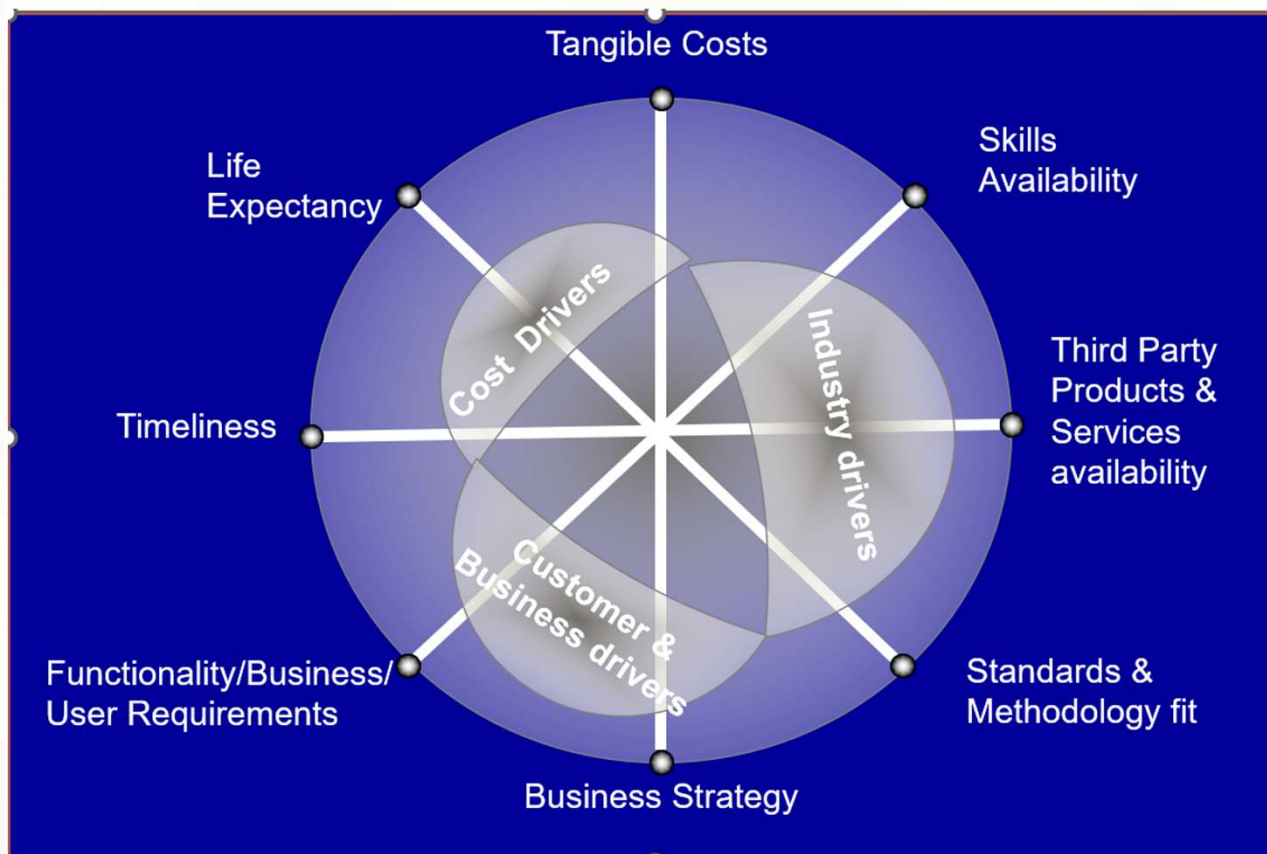 Tangible Costs
Skills
Availability
Life
Expectancy
Cost Drivers
Industry drivers
Third Party
Products &
Services
availability
Timeliness
Customer &
Business drivers
Functionality/Business/
User Requirements
Standards &
Methodology fit
Business Strategy